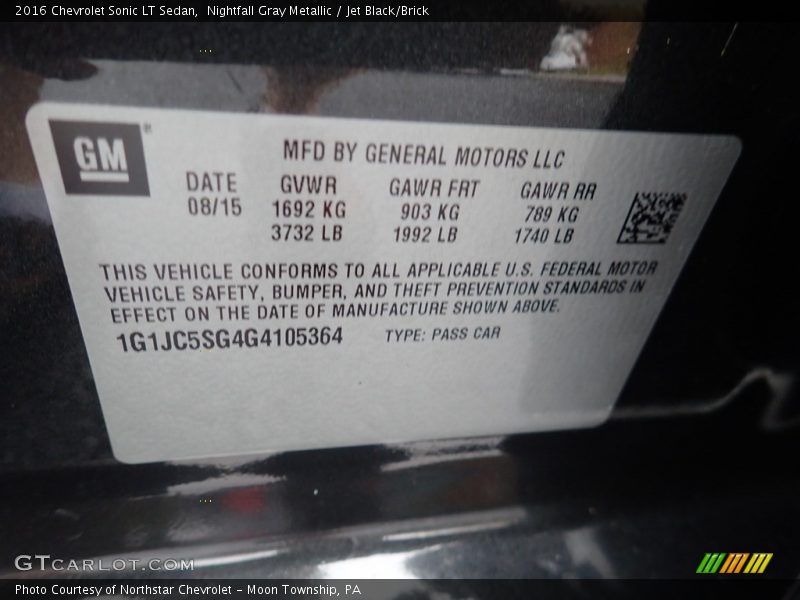 2016 Chevrolet Sonic LT Sedan,  Nightfall Gray Metallic / Jet Black/Brick
GM
MFD BY GENERAL MOTORS LLC
DATE GVWR GAWR FRT GAWR RR
08/15 1692 KG 903 KG 789 KG
3732 LB 1992 LB 1740 LB
THIS VEHICLE CONFORMS TO ALL APPLICABLE U.S. FEDERAL MOTOR
VEHICLE SAFETY, BUMPER, AND THEFT PREVENTION STANDARDS IN
EFFECT ON THE DATE OF MANUFACTURE SHOWN ABOVE.
1G1JC5SG4G4105364 TYPE: PASS CAR
GTCARLOT.COM
Photo Courtesy of Northstar Chevrolet - Moon Township, PA